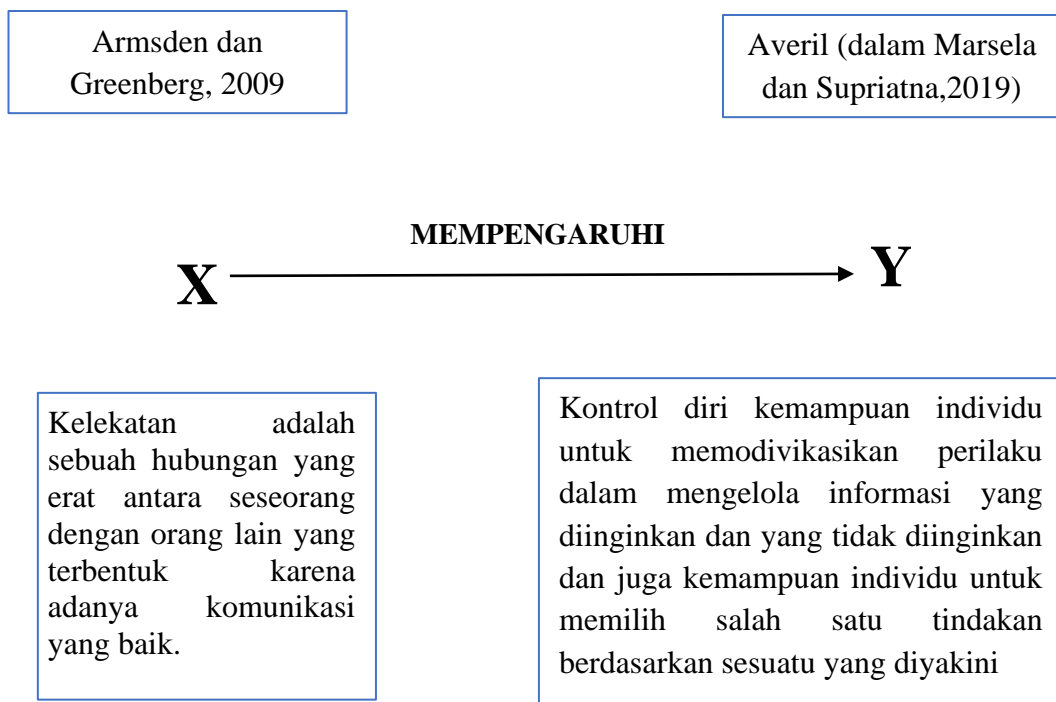 Armsden dan
Greenberg, 2009
Averil (dalam Marsela
dan Supriatna,2019)
MEMPENGARUHI
X
Y
Kelekatan adalah
sebuah hubungan yang
erat antara seseorang
dengan orang lain yang
terbentuk karena
adanya komunikasi
yang baik.
Kontrol diri kemampuan individu
untuk memodivikasikan perilaku
dalam mengelola informasi yang
diinginkan dan yang tidak diinginkan
dan juga kemampuan individu untuk
memilih salah satu tindakan
berdasarkan sesuatu yang diyakini